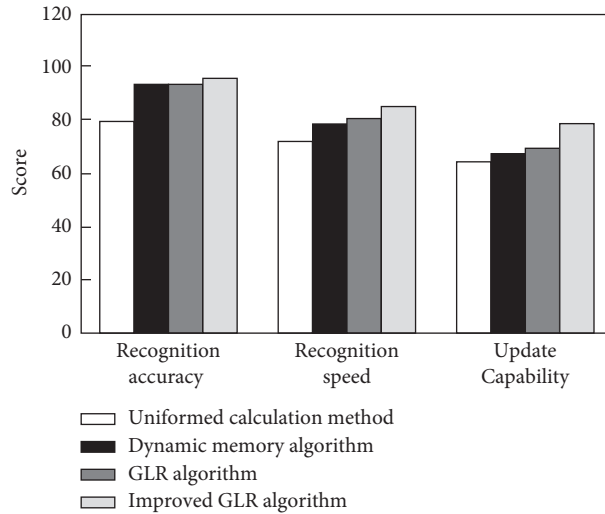 120
100
80
60
40
20
0
Score
Recognition
accuracy
Recognition
speed
Update
Capability
Uniformed calculation method
Dynamic memory algorithm
GLR algorithm
Improved GLR algorithm